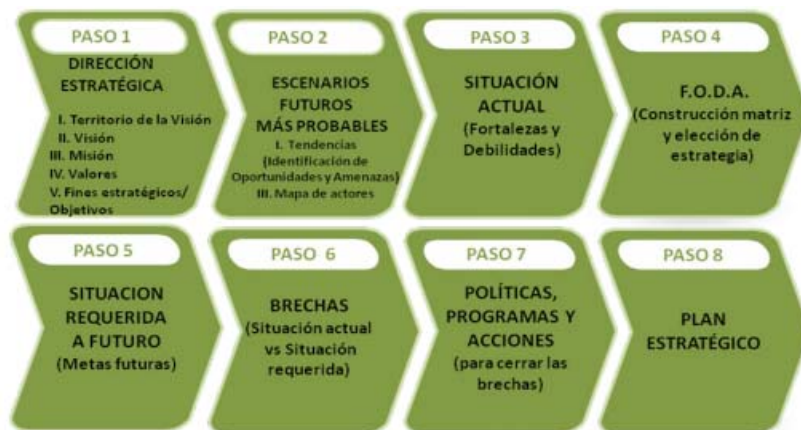 PASO 1
DIRECCIÓN
ESTRATÉGICA
I. Territorio de la Visión
II. Visión
III. Misión
IV. Valores
V. Fines estratégicos/
Objetivos
PASO 2
ESCENARIOS
FUTUROS
MÁS PROBABLES
I. Tendencias
(Identificación de
Oportunidades y Amenazas)
III. Mapa de actores
PASO 3
SITUACIÓN
ACTUAL
(Fortalezas y
Debilidades)
PASO 4
F.O.D.A.
(Construcción matriz
y elección de
estrategia)
PASO 5
SITUACION
REQUERIDA
A FUTURO
(Metas futuras)
PASO 6
BRECHAS
(Situación actual
vs Situación
requerida)
PASO 7
POLÍTICAS,
PROGRAMAS Y
ACCIONES
(para cerrar las
brechas)
PASO 8
PLAN
ESTRATÉGICO